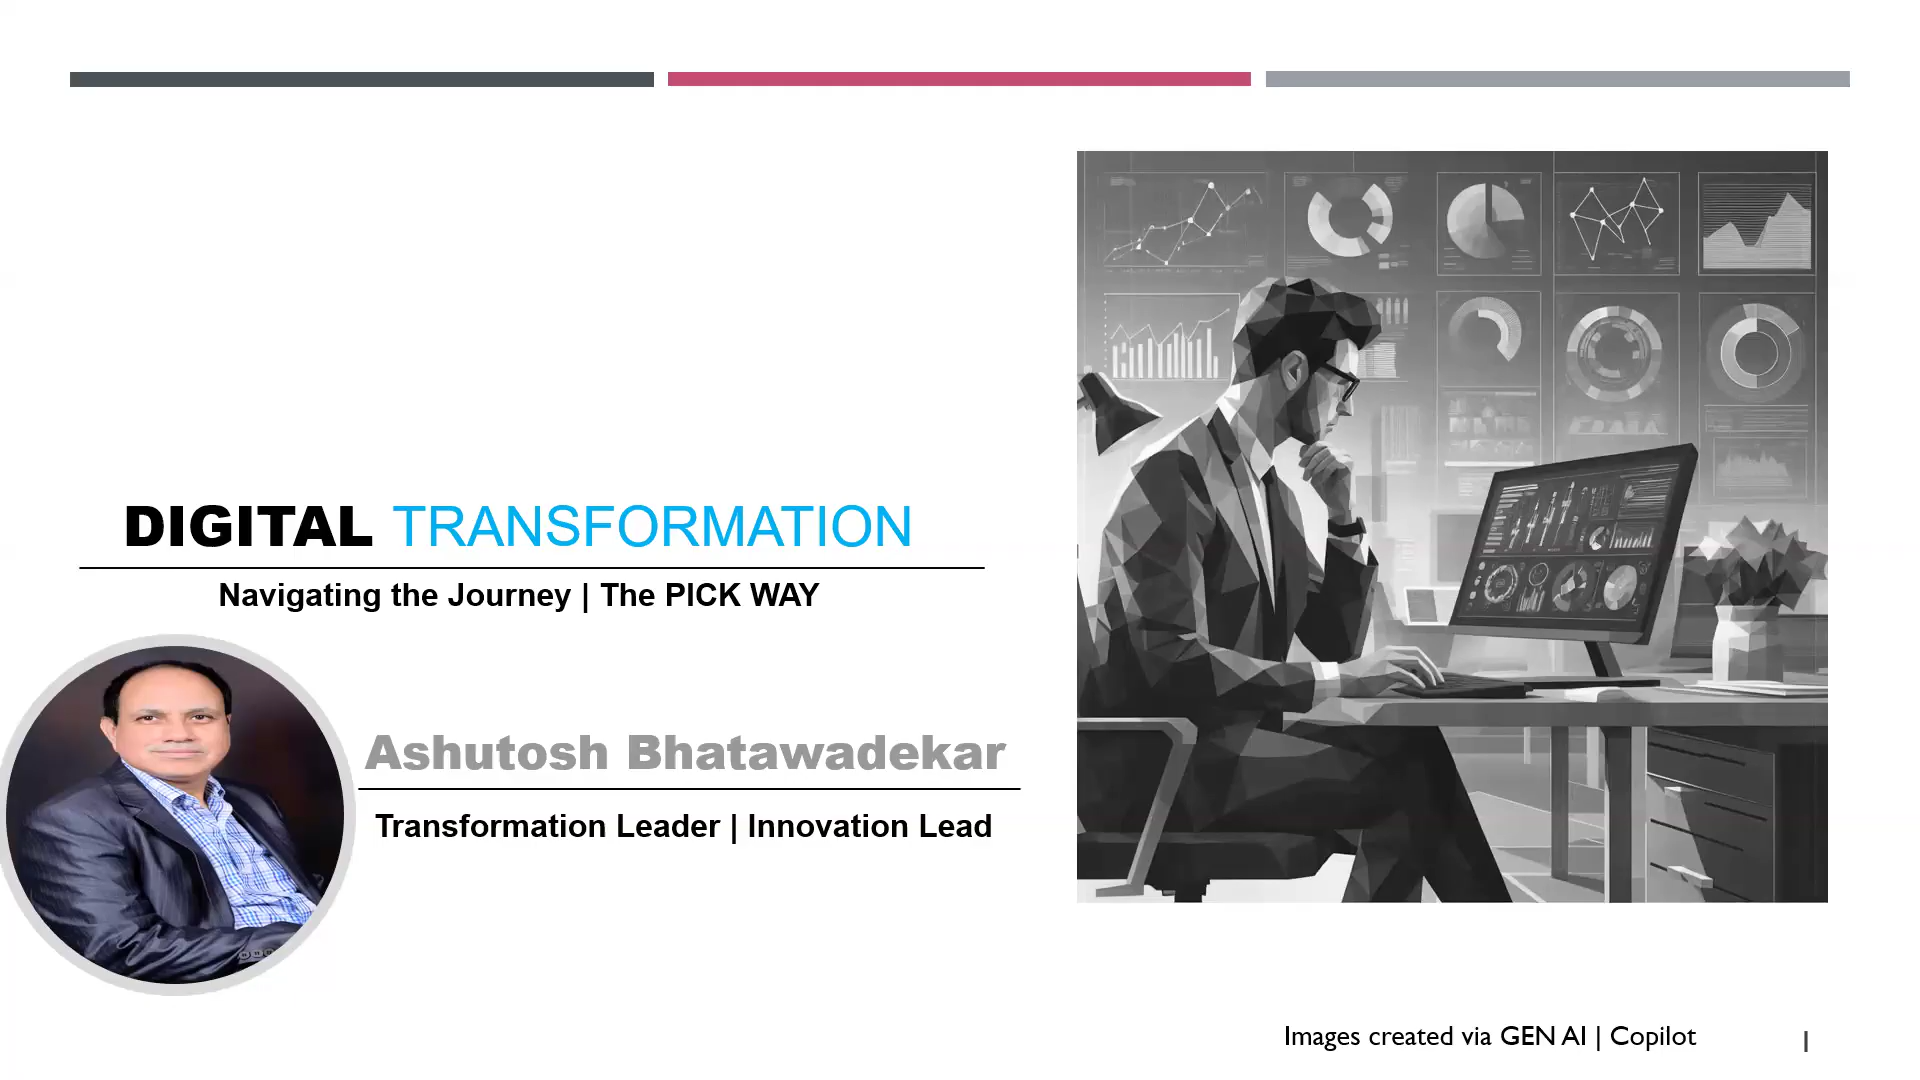 DIGITAL TRANSFORMATION
Navigating the Journey | The PICK WAY
Ashutosh Bhatawadekar
Transformation Leader | Innovation Lead
Images created via GEN AI | Copilot
1